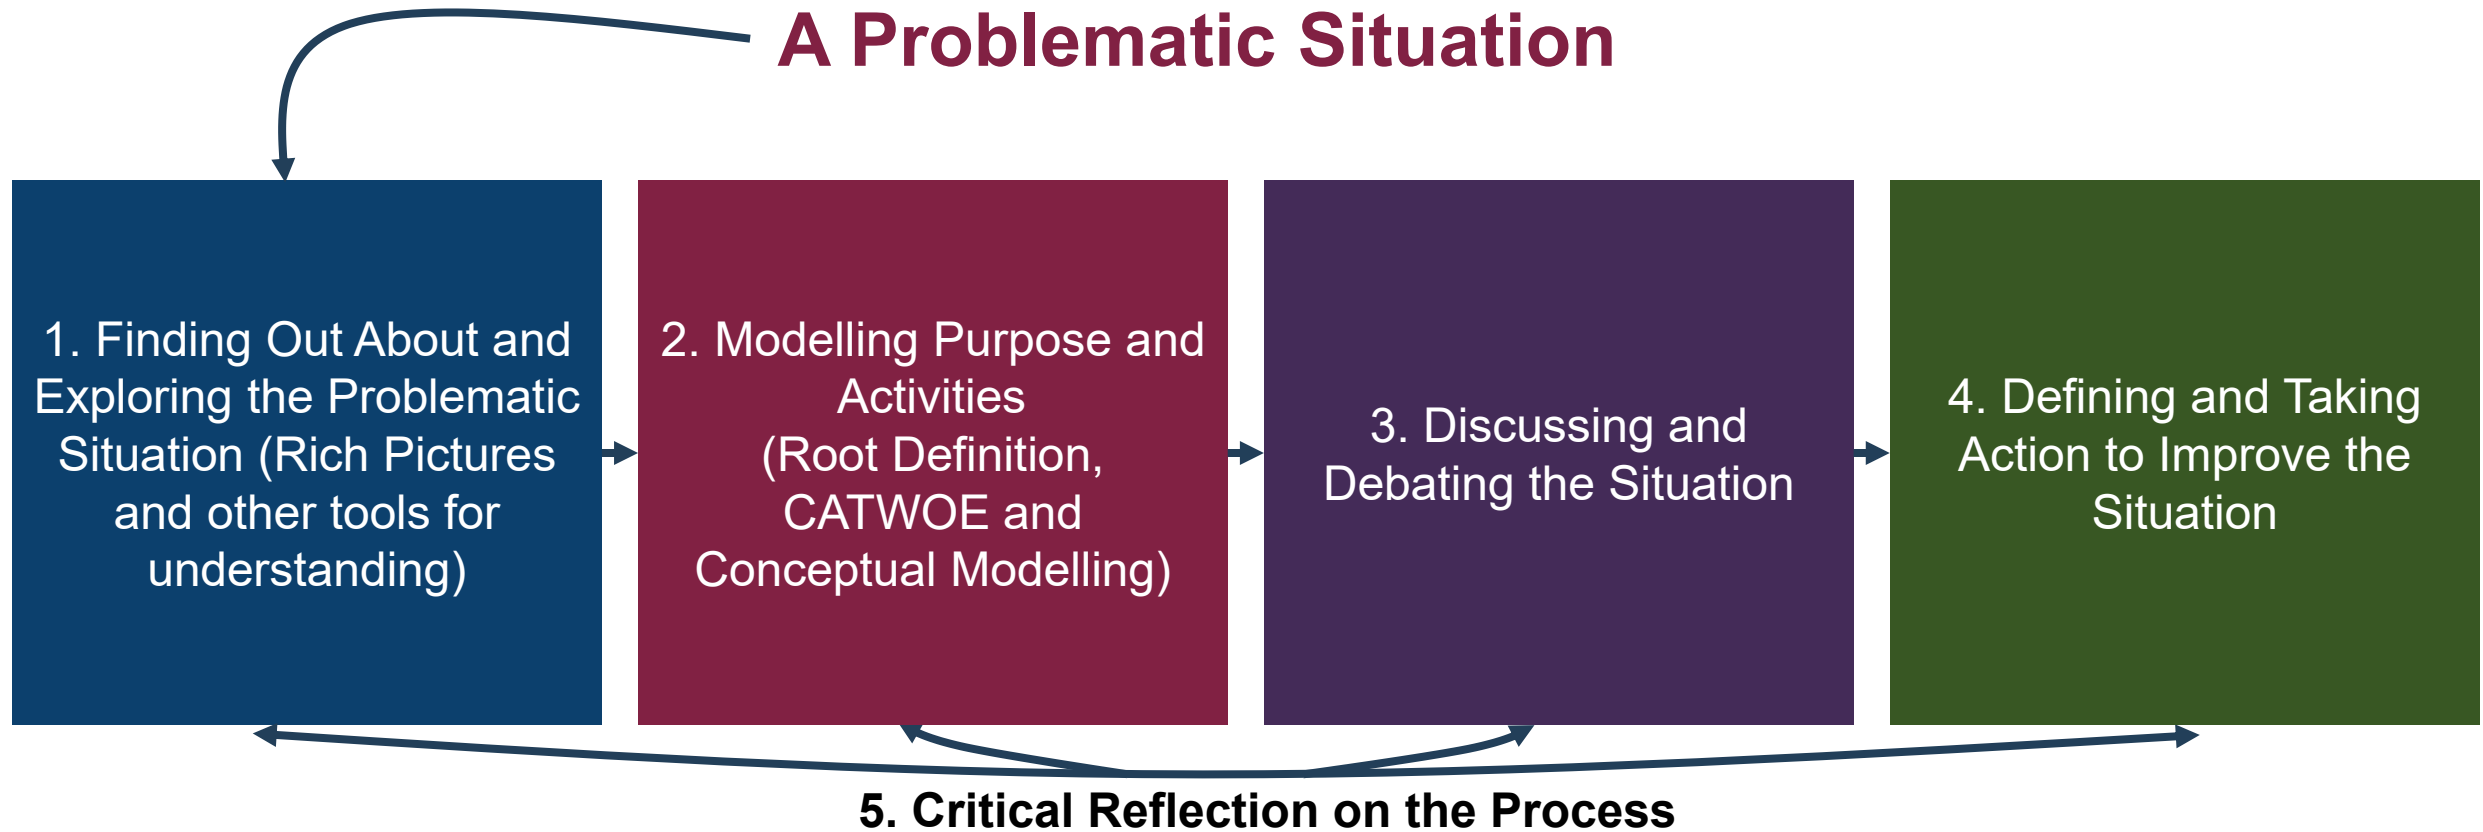 A Problematic Situation
1. Finding Out About and
Exploring the Problematic
Situation (Rich Pictures
and other tools for
understanding)
2. Modelling Purpose and
Activities
(Root Definition,
CATWOE and
Conceptual Modelling)
3. Discussing and
Debating the Situation
4. Defining and Taking
Action to Improve the
Situation
5. Critical Reflection on the Process